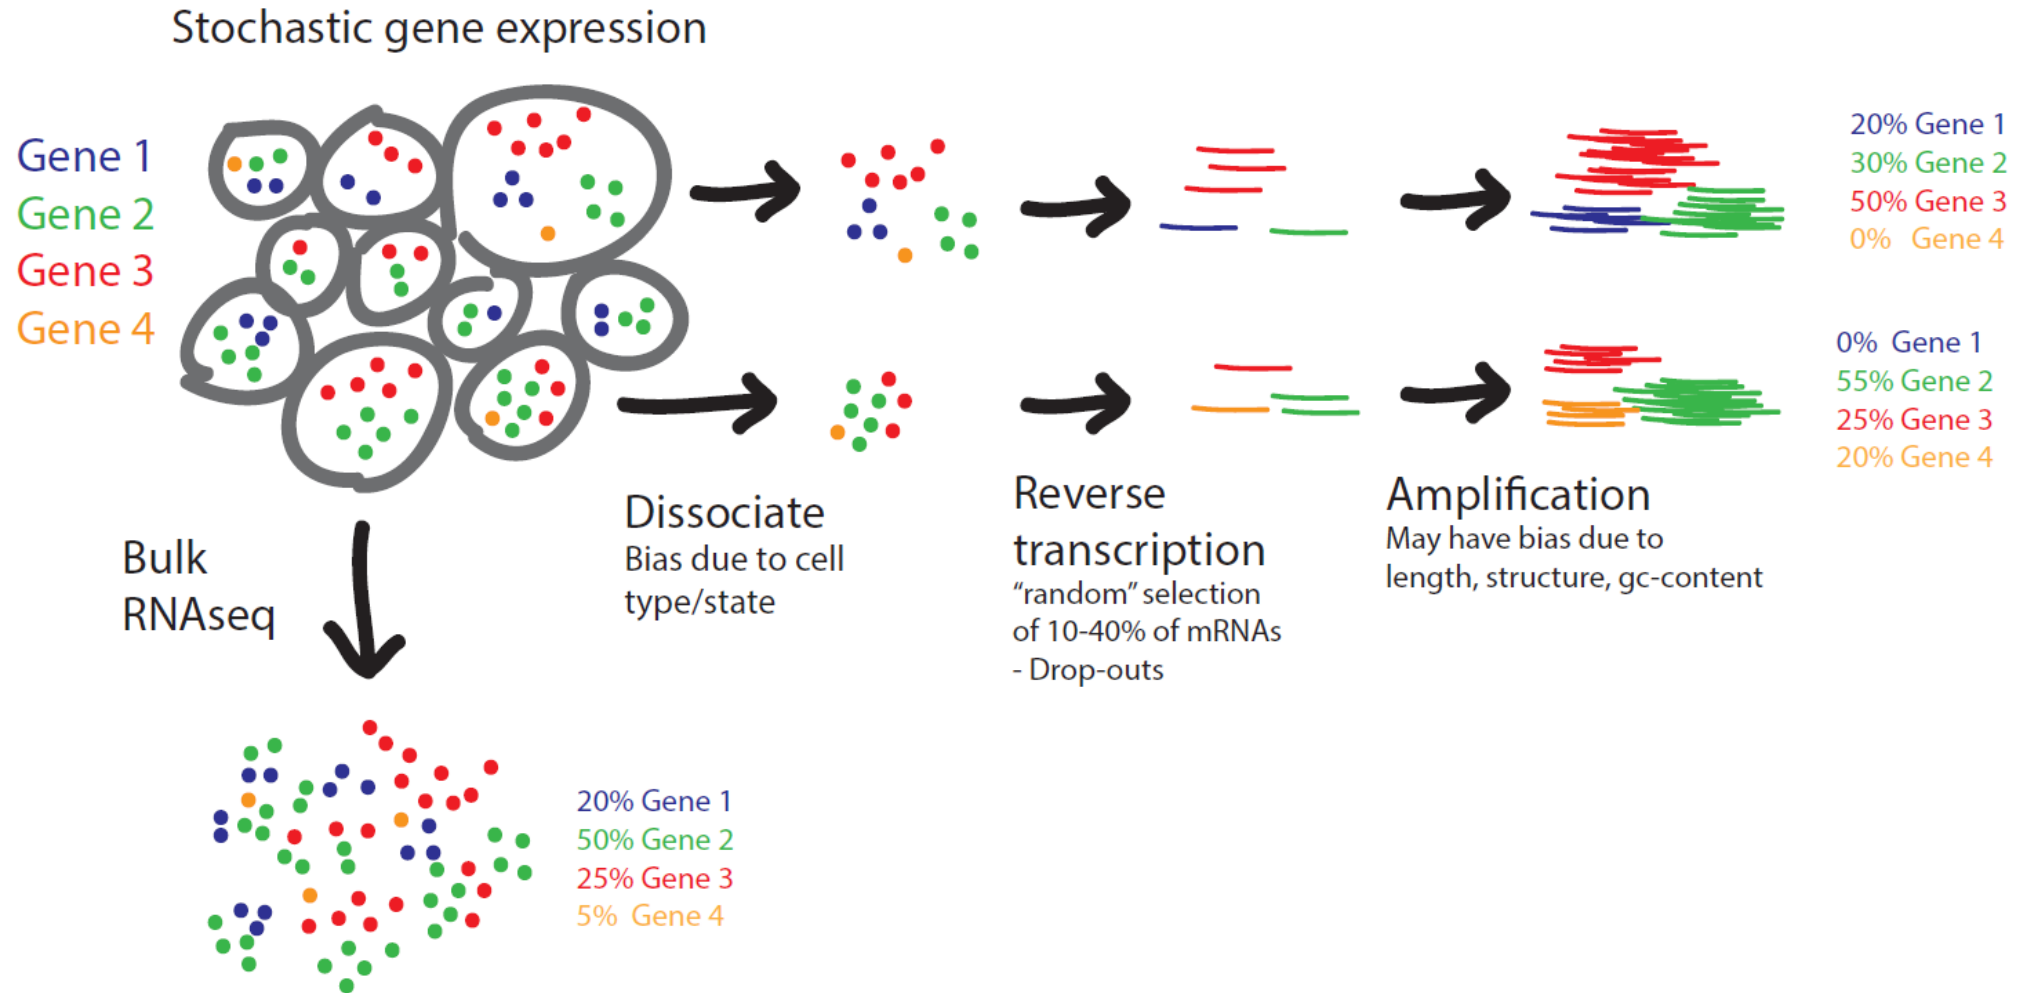 Stochastic gene expression
Gene 1
Gene 2
Gene 3
Gene 4
20% Gene 1
30% Gene 2
50% Gene 3
0% Gene 4
0% Gene 1
55% Gene 2
25% Gene 3
20% Gene 4
Dissociate
Bias due to cell
type/state
Reverse
transcription
“random” selection
of 10-40% of mRNAs
- Drop-outs
Amplification
May have bias due to
length, structure, gc-content
Bulk
RNAseq
20% Gene 1
50% Gene 2
25% Gene 3
5% Gene 4